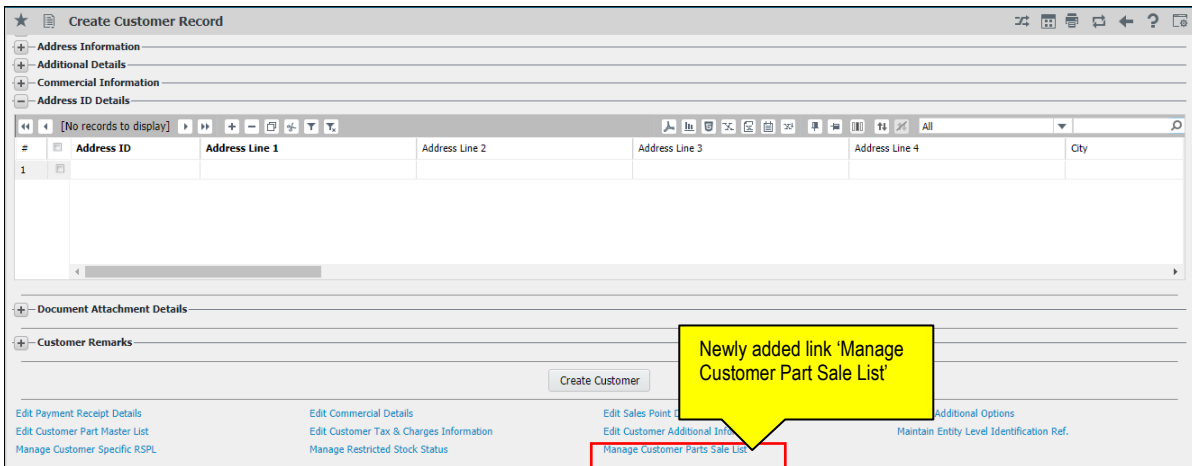 Create Customer Record
Address Information
Additional Details
Commercial Information
Address ID Details
[No records to display] All
# Address ID Address Line 1 Address Line 2 Address Line 3 Address Line 4 City
1
Document Attachment Details
Customer Remarks
Newly added link ‘Manage
Customer Part Sale List’
Create Customer
Edit Payment Receipt Details Edit Commercial Details Edit Sales Point Additional Options
Edit Customer Part Master List Edit Customer Tax & Charges Information Edit Customer Additional Maintain Entity Level Identification Ref.
Manage Customer Specific RSPL Manage Restricted Stock Status Manage Customer Parts Sale List